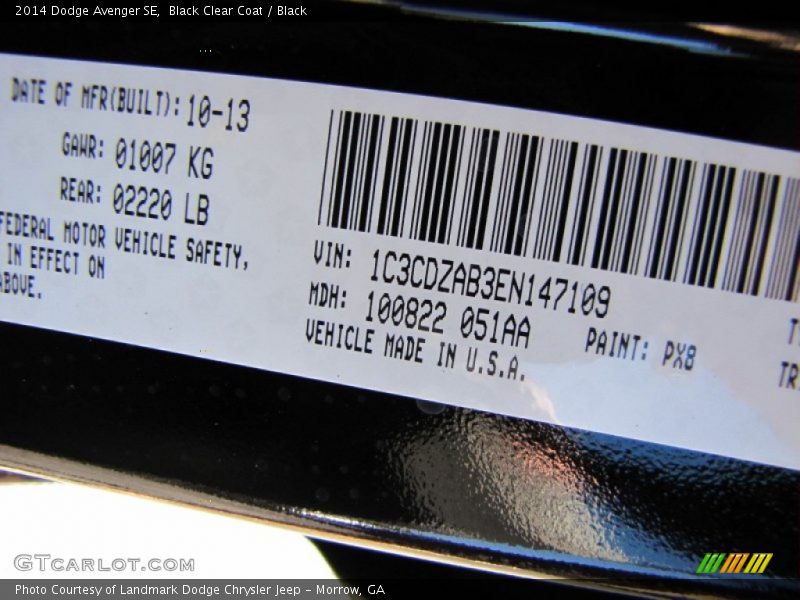 2014 Dodge Avenger SE, Black Clear Coat / Black
DATE OF MFR(BUILT): 10-13
GAWR: 01007 KG
REAR: 02220 LB
FEDERAL MOTOR VEHICLE SAFETY,
IN EFFECT ON
ABOVE.
VIN: 1C3CDZAB3EN147109
MDH: 100822 051AA
PAINT: PX8
VEHICLE MADE IN U.S.A.
GTCARLOT.COM
Photo Courtesy of Landmark Dodge Chrysler Jeep - Morrow, GA